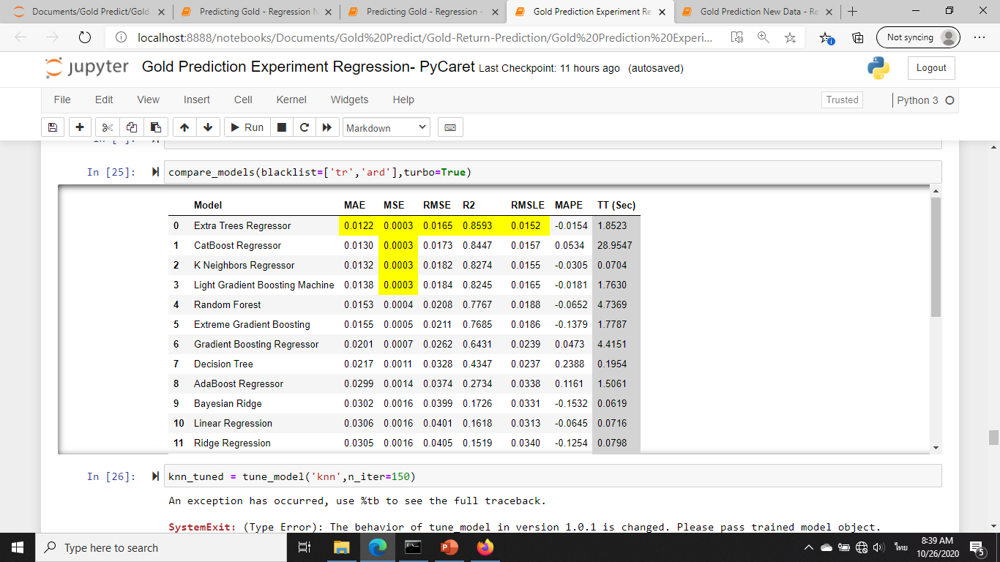 Documents/Gold Predict/Gold
Predicting Gold - Regression N
Predicting Gold - Regression -
Gold Prediction Experiment Re
Gold Prediction New Data - Re
localhost:8888/notebooks/Documents/Gold%20Predict/Gold-Return-Prediction/Gold%20Prediction%20Experi...
Not syncing
jupyter Gold Prediction Experiment Regression- PyCaret Last Checkpoint: 11 hours ago (autosaved)
Logout
File Edit View Insert Cell Kernel Widgets Help
Trusted
Python 3
Run
Markdown
In [25]: compare_models(blacklist=['tr','ard'],turbo=True)
Model MAE MSE RMSE R2 RMSLE MAPE TT (Sec)
0 Extra Trees Regressor 0.0122 0.0003 0.0165 0.8593 0.0152 -0.0154 1.8523
1 CatBoost Regressor 0.0130 0.0003 0.0173 0.8447 0.0157 0.0534 28.9547
2 K Neighbors Regressor 0.0132 0.0003 0.0182 0.8274 0.0155 -0.0305 0.0704
3 Light Gradient Boosting Machine 0.0138 0.0003 0.0184 0.8245 0.0165 -0.0181 1.7630
4 Random Forest 0.0153 0.0004 0.0208 0.7767 0.0188 -0.0652 4.7369
5 Extreme Gradient Boosting 0.0155 0.0005 0.0211 0.7685 0.0186 -0.1379 1.7787
6 Gradient Boosting Regressor 0.0201 0.0007 0.0262 0.6431 0.0239 0.0473 4.4151
7 Decision Tree 0.0217 0.0011 0.0328 0.4347 0.0237 0.2388 0.1954
8 AdaBoost Regressor 0.0299 0.0014 0.0374 0.2734 0.0338 0.1161 1.5061
9 Bayesian Ridge 0.0302 0.0016 0.0399 0.1726 0.0331 -0.1532 0.0619
10 Linear Regression 0.0306 0.0016 0.0401 0.1618 0.0313 -0.0645 0.0716
11 Ridge Regression 0.0305 0.0016 0.0405 0.1519 0.0340 -0.1254 0.0798
In [26]: knn_tuned = tune_model('knn',n_iter=150)
An exception has occurred, use %tb to see the full traceback.
SystemExit: (Type Error): The behavior of tune_model in version 1.0.1 is changed. Please pass trained model object.
Type here to search
ไทย
8:39 AM
10/26/2020
5